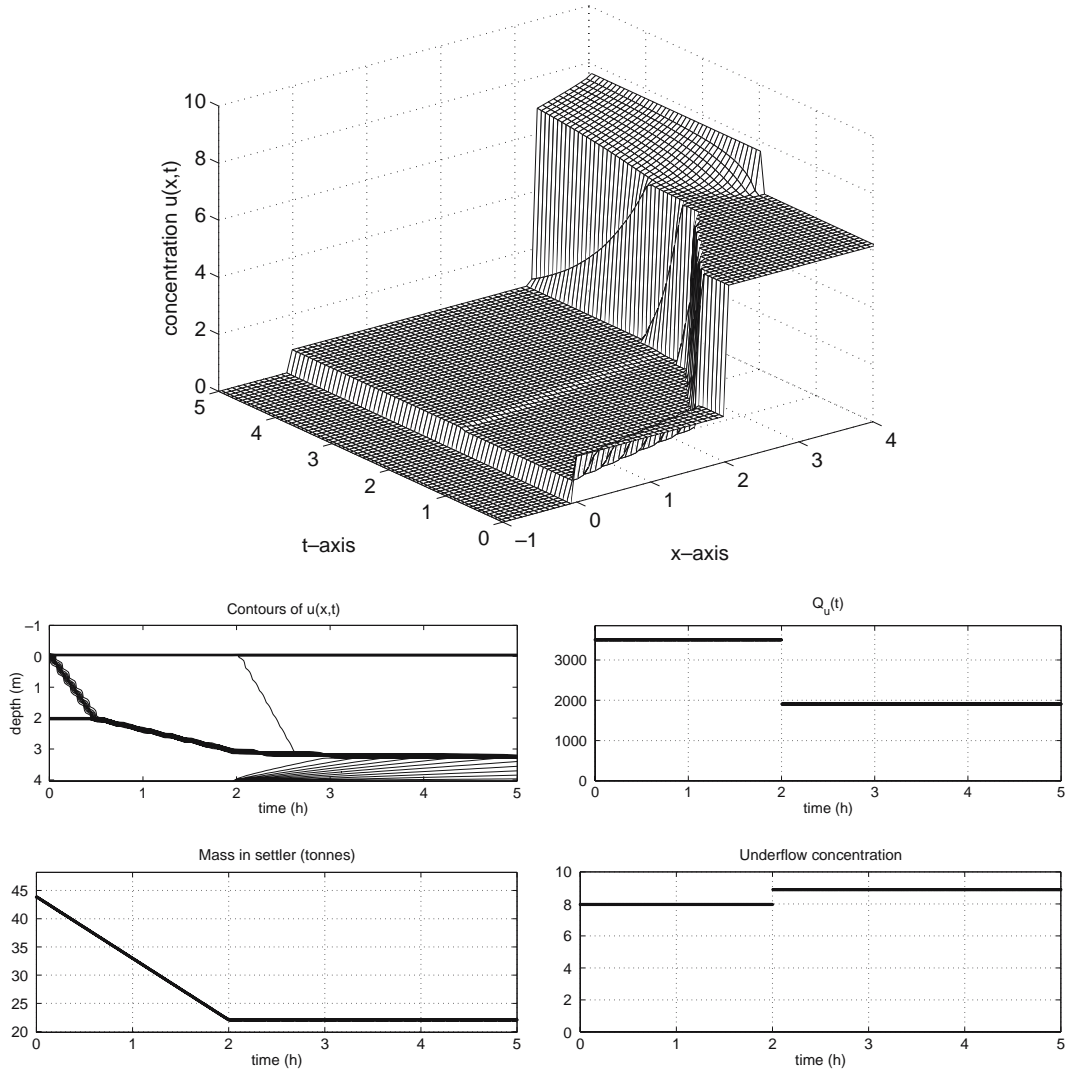 10
8
6
4
2
0
concentration u(x,t)
5
4
3
2
1
0
t–axis
–1
0
1
2
3
4
x–axis
Contours of u(x,t)
–1
0
1
2
3
4
depth (m)
0 1 2 3 4 5
time (h)
Q_u(t)
3000
2000
1000
0
0 1 2 3 4 5
time (h)
Mass in settler (tonnes)
45
40
35
30
25
20
0 1 2 3 4 5
time (h)
Underflow concentration
10
8
6
4
2
0
0 1 2 3 4 5
time (h)